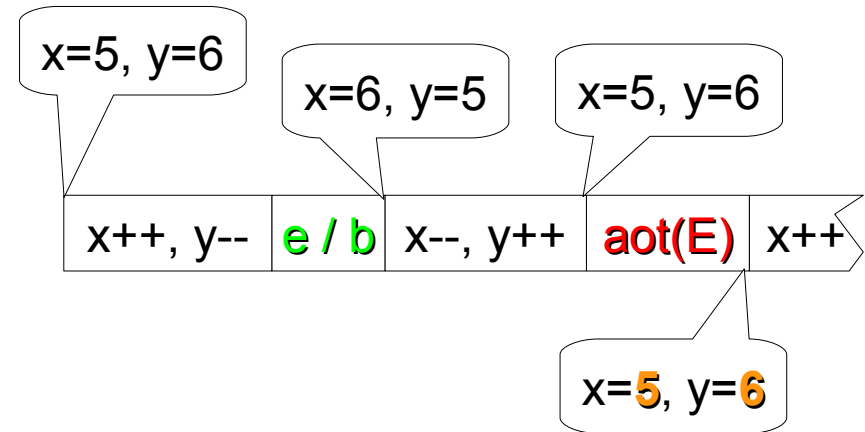 x=5, y=6
x=6, y=5
x=5, y=6
x++, y--
e / b
x--, y++
aot(E)
x++
x=5, y=6